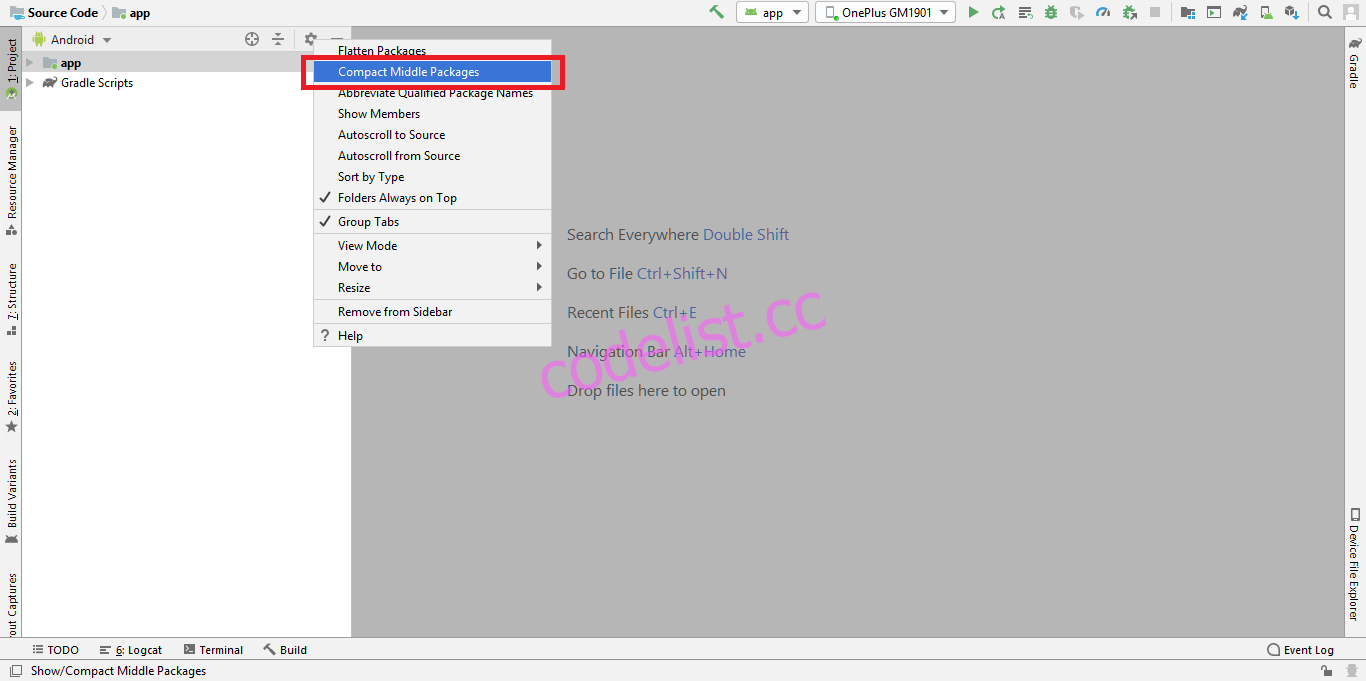 Source Code
app
app
OnePlus GM1901
Android
app
Gradle Scripts
1: Project
Resource Manager
7: Structure
2: Favorites
Build Variants
out Captures
Flatten Packages
Compact Middle Packages
Abbreviate Qualified Package Names
Show Members
Autoscroll to Source
Autoscroll from Source
Sort by Type
Folders Always on Top
Group Tabs
View Mode
Move to
Resize
Remove from Sidebar
? Help
Search Everywhere Double Shift
Go to File Ctrl+Shift+N
Recent Files Ctrl+E
Navigation Bar Alt+Home
Drop files here to open
codelist.cc
Gradle
Device File Explorer
TODO
6: Logcat
Terminal
Build
Event Log
Show/Compact Middle Packages